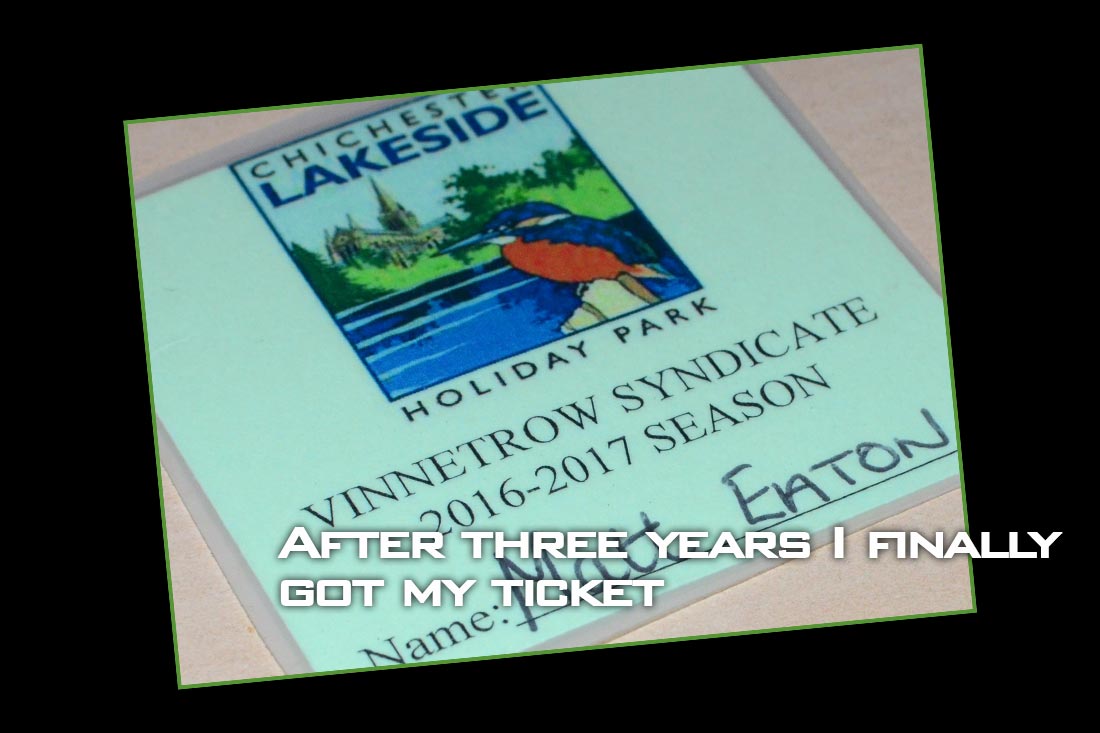 CHICHESTER
LAKESIDE
HOLIDAY PARK
VINNETROW SYNDICATE
2016-2017 SEASON
Name: Matt EATON
After three years I finally
got my ticket